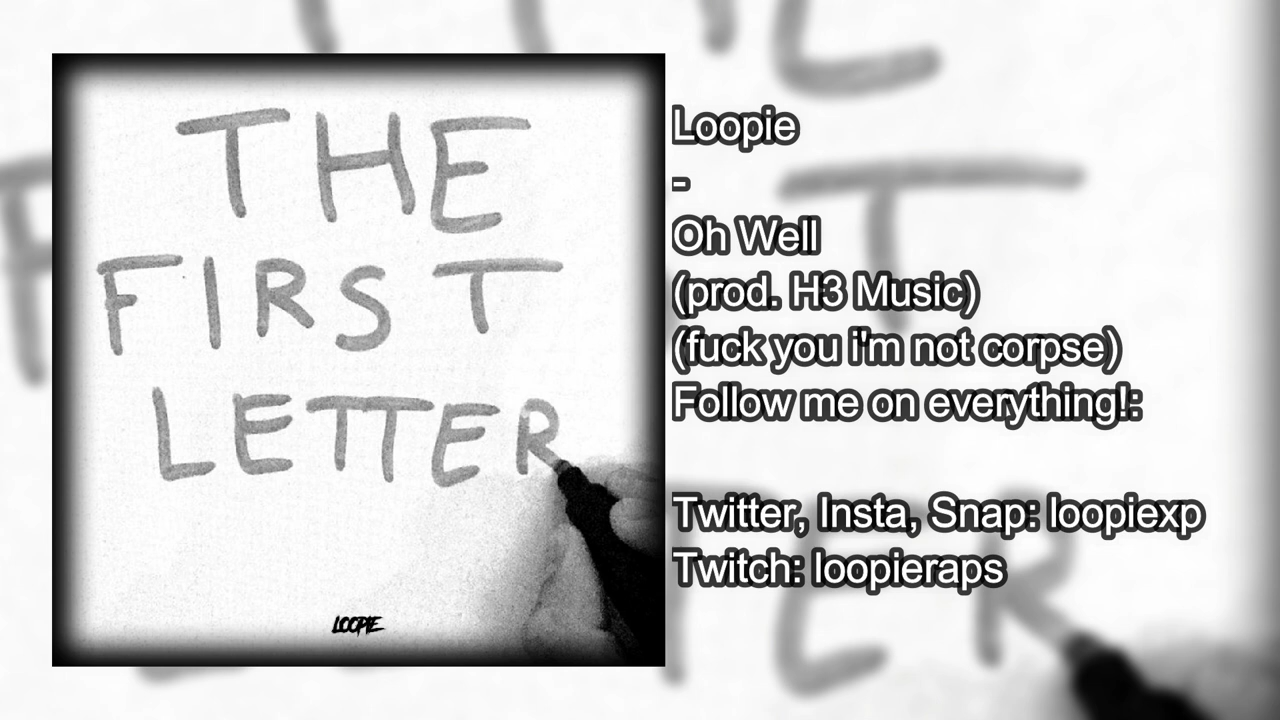 THE
FIRST
LETTER
LOOPIE
Loopie
-
Oh Well
(prod. H3 Music)
(fuck you i'm not corpse)
Follow me on everything!:
Twitter, Insta, Snap: loopiexp
Twitch: loopieraps